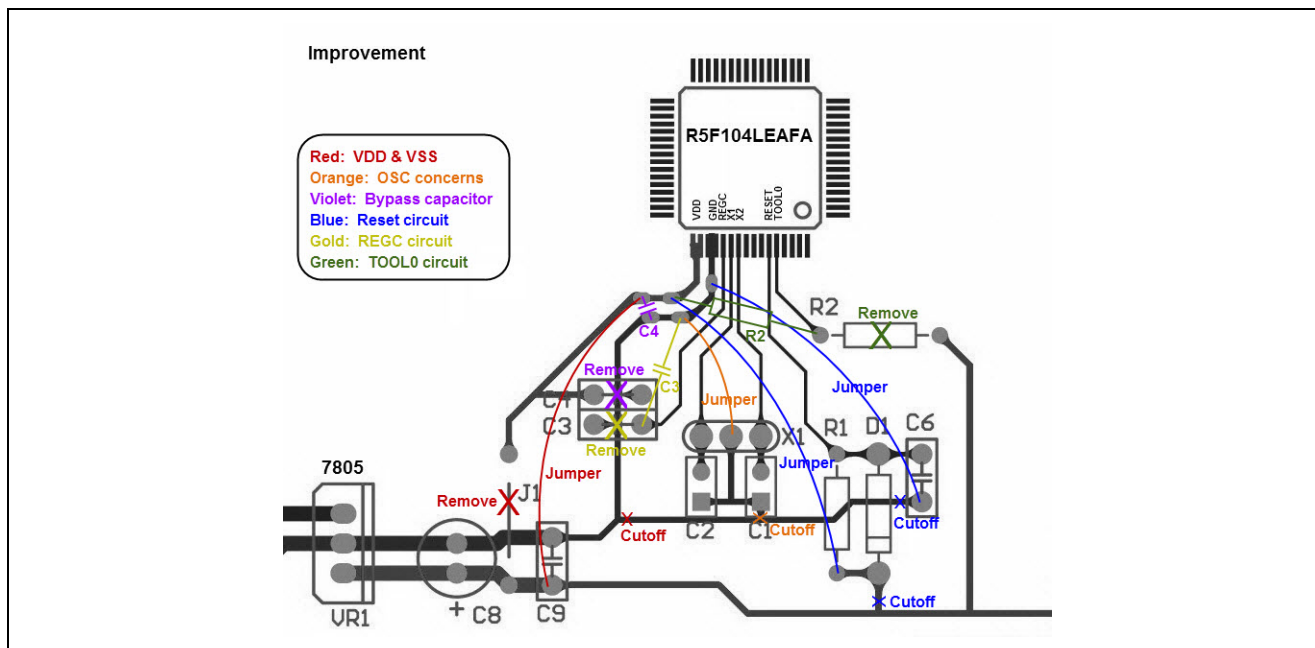 Improvement
R5F104LEAFA
Red: VDD & VSS
Orange: OSC concerns
Violet: Bypass capacitor
Blue: Reset circuit
Gold: REGC circuit
Green: TOOL0 circuit
VDD
GND
REGC
X1
X2
RESET
TOOL0
C4
R2
R2
Remove
Remove
C3
Jumper
Jumper
C4
C3
Remove
X1
R1
D1
C6
Jumper
Jumper
7805
Remove
J1
Cutoff
C2
C1
Cutoff
Cutoff
Cutoff
VR1
+
C8
C9